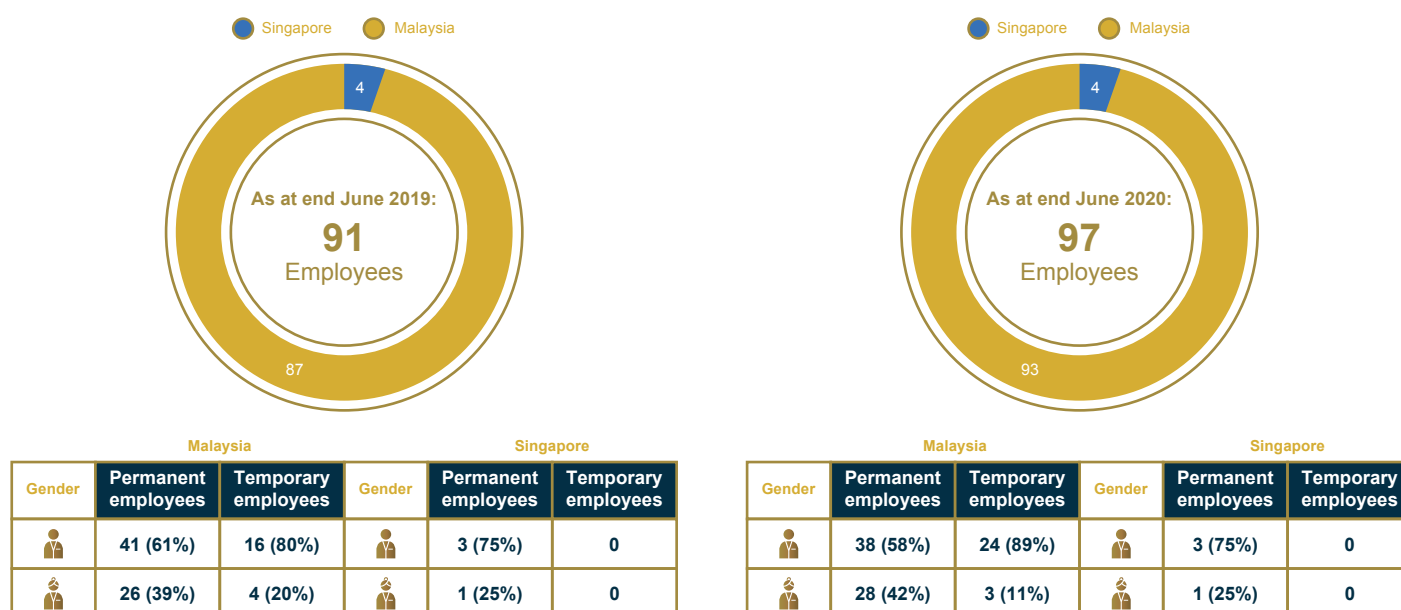 Singapore Malaysia
4
As at end June 2019:
91
Employees
87
Malaysia Singapore
Gender Permanent employees Temporary employees Gender Permanent employees Temporary employees
41 (61%) 16 (80%) 3 (75%) 0
26 (39%) 4 (20%) 1 (25%) 0
Singapore Malaysia
4
As at end June 2020:
97
Employees
93
Malaysia Singapore
Gender Permanent employees Temporary employees Gender Permanent employees Temporary employees
38 (58%) 24 (89%) 3 (75%) 0
28 (42%) 3 (11%) 1 (25%) 0